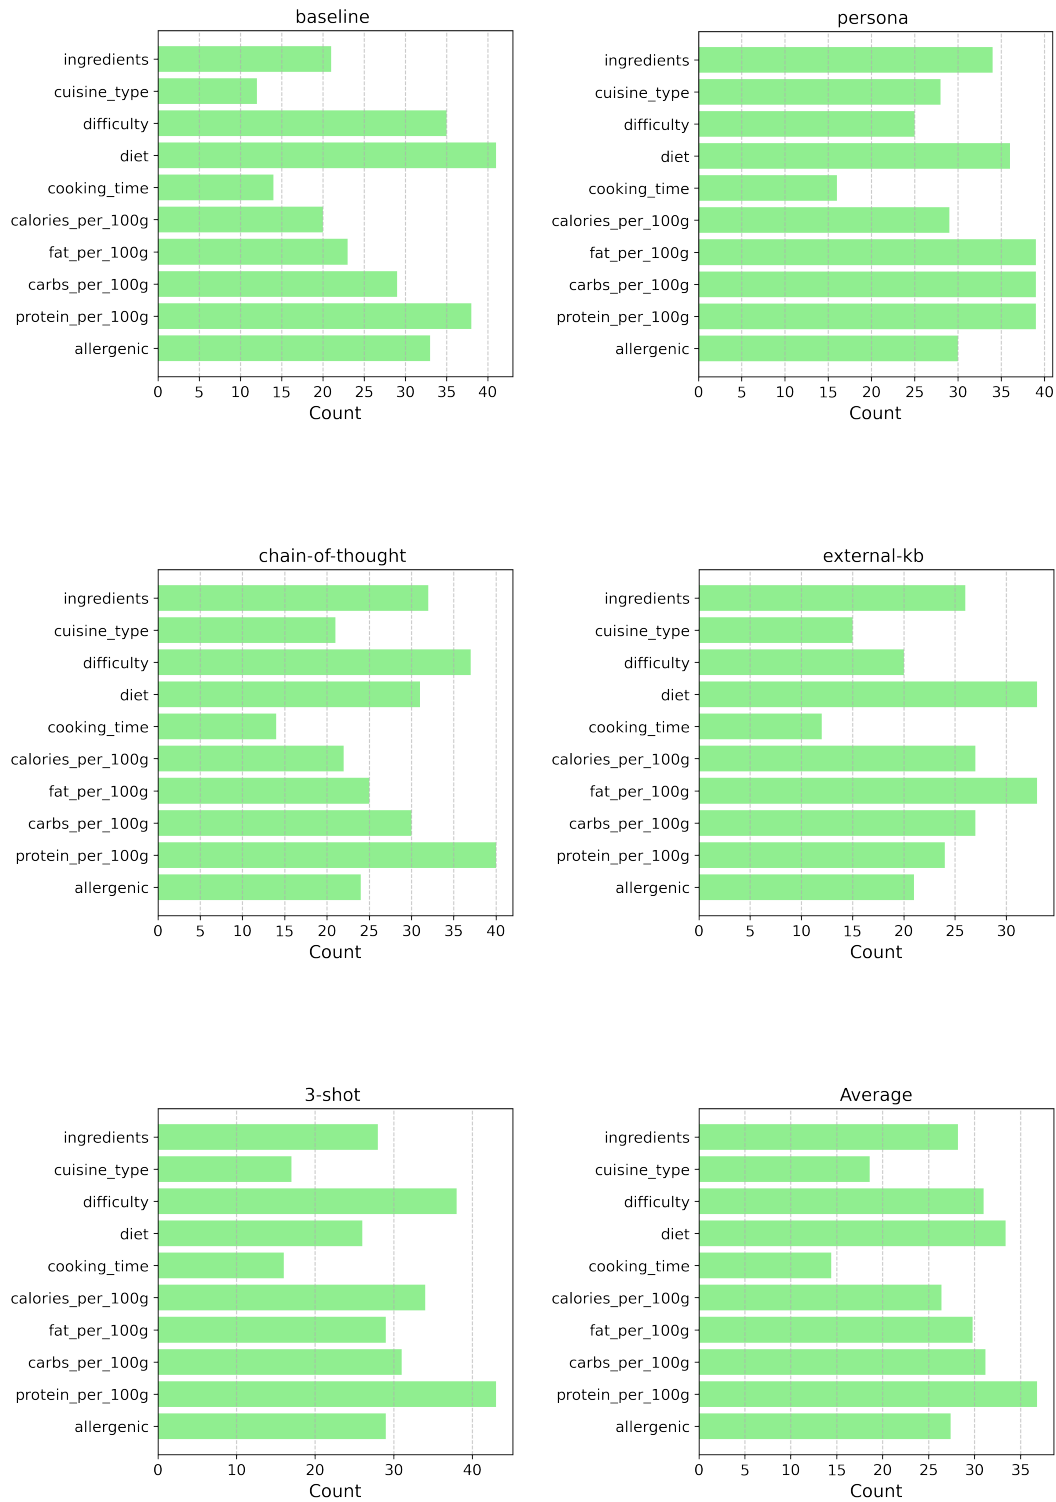 baseline
ingredients
cuisine_type
difficulty
diet
cooking_time
calories_per_100g
fat_per_100g
carbs_per_100g
protein_per_100g
allergenic
0 5 10 15 20 25 30 35 40
Count
persona
ingredients
cuisine_type
difficulty
diet
cooking_time
calories_per_100g
fat_per_100g
carbs_per_100g
protein_per_100g
allergenic
0 5 10 15 20 25 30 35 40
Count
chain-of-thought
ingredients
cuisine_type
difficulty
diet
cooking_time
calories_per_100g
fat_per_100g
carbs_per_100g
protein_per_100g
allergenic
0 5 10 15 20 25 30 35 40
Count
external-kb
ingredients
cuisine_type
difficulty
diet
cooking_time
calories_per_100g
fat_per_100g
carbs_per_100g
protein_per_100g
allergenic
0 5 10 15 20 25 30
Count
3-shot
ingredients
cuisine_type
difficulty
diet
cooking_time
calories_per_100g
fat_per_100g
carbs_per_100g
protein_per_100g
allergenic
0 10 20 30 40
Count
Average
ingredients
cuisine_type
difficulty
diet
cooking_time
calories_per_100g
fat_per_100g
carbs_per_100g
protein_per_100g
allergenic
0 5 10 15 20 25 30 35
Count